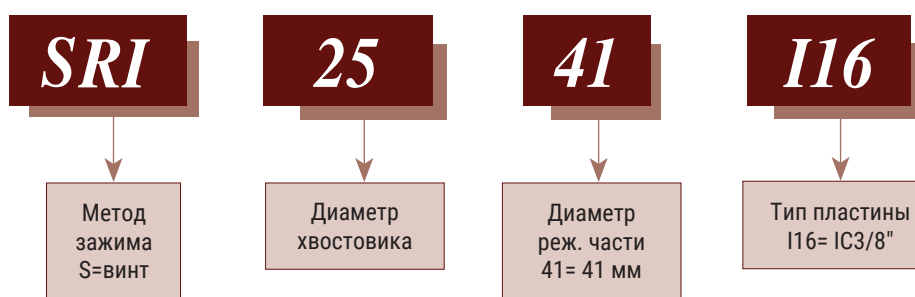 SRI
25
41
I16
Метод
зажима
S=винт
Диаметр
хвостовика
Диаметр
реж. части
41= 41 мм
Тип пластины
I16= IC3/8"